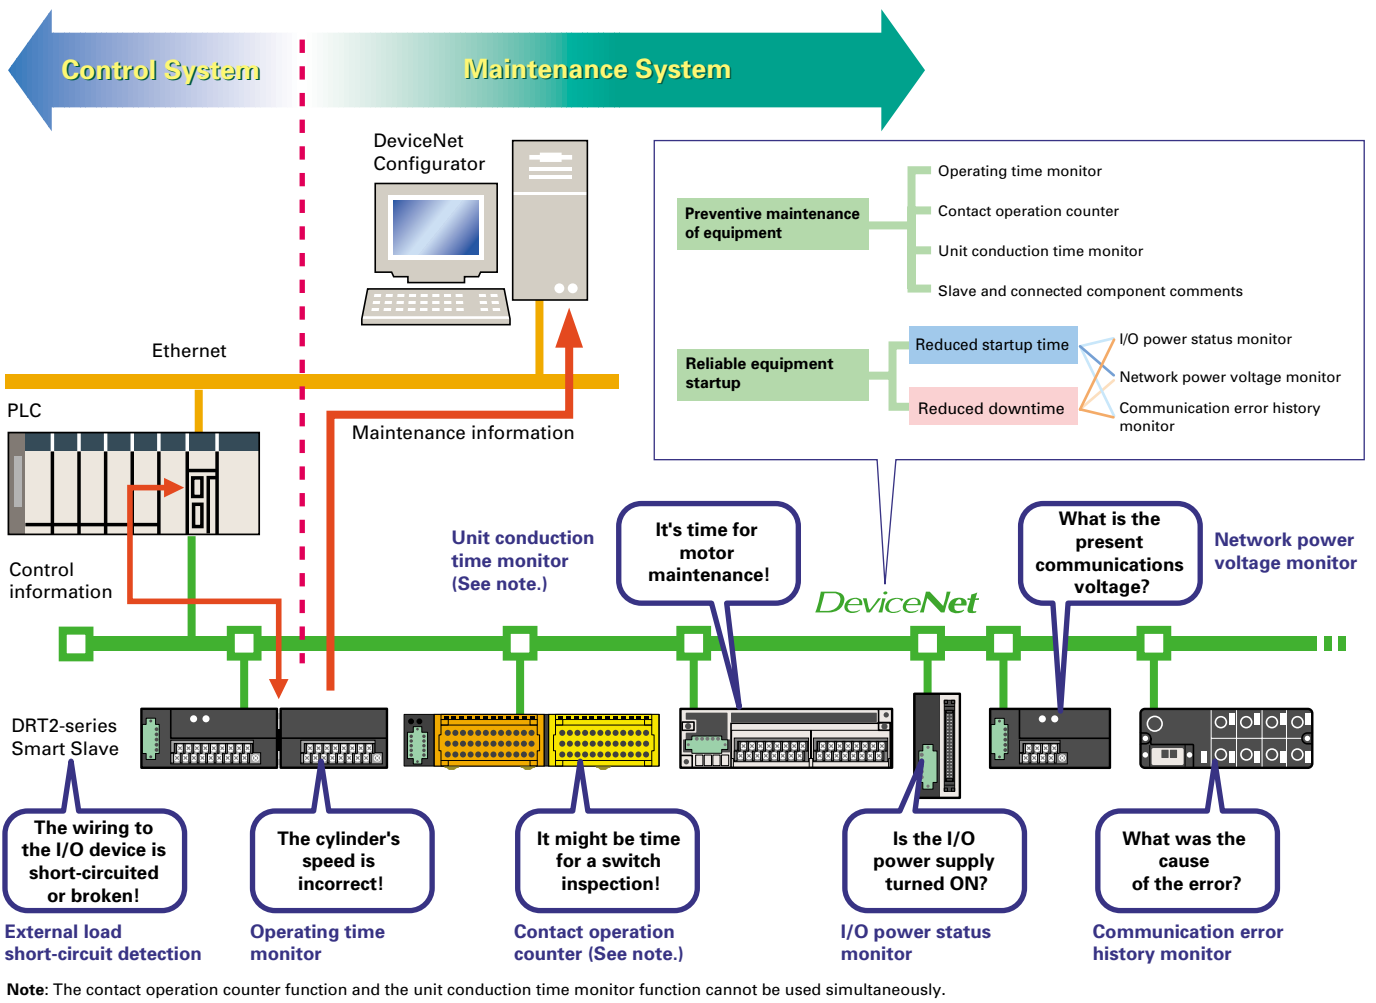 Control System
Maintenance System
DeviceNet
Configurator
Preventive maintenance
of equipment
Operating time monitor
Contact operation counter
Unit conduction time monitor
Slave and connected component comments
Reliable equipment
startup
Reduced startup time
Reduced downtime
I/O power status monitor
Network power voltage monitor
Communication error history
monitor
Ethernet
PLC
Maintenance information
Control
information
Unit conduction
time monitor
(See note.)
It's time for
motor
maintenance!
What is the
present
communications
voltage?
Network power
voltage monitor
DeviceNet
DRT2-series
Smart Slave
The wiring to
the I/O device is
short-circuited
or broken!
The cylinder's
speed is
incorrect!
It might be time
for a switch
inspection!
Is the I/O
power supply
turned ON?
What was the
cause
of the error?
External load
short-circuit detection
Operating time
monitor
Contact operation
counter (See note.)
I/O power status
monitor
Communication error
history monitor
Note: The contact operation counter function and the unit conduction time monitor function cannot be used simultaneously.